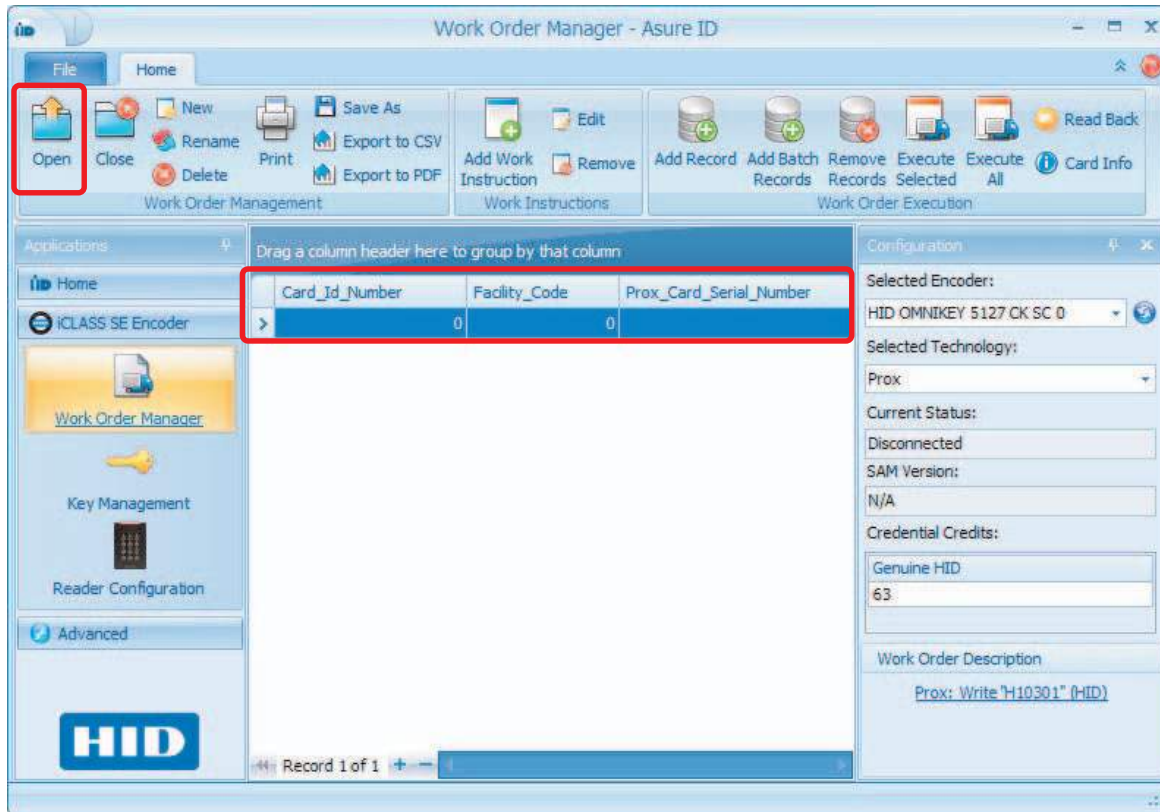 HID
Work Order Manager - Asure ID
File
Home
Open
Close
New
Rename
Delete
Print
Save As
Export to CSV
Export to PDF
Work Order Management
Add Work
Instruction
Edit
Remove
Work Instructions
Add Record
Add Batch
Records
Remove
Records
Execute
Selected
Execute
All
Read Back
Card Info
Work Order Execution
Applications
HID Home
iCLASS SE Encoder
Work Order Manager
Key Management
Reader Configuration
Advanced
HID
Drag a column header here to group by that column
Card_Id_Number Facility_Code Prox_Card_Serial_Number
0 0
Record 1 of 1
Configuration
Selected Encoder:
HID OMNIKEY 5127 CK SC 0
Selected Technology:
Prox
Current Status:
Disconnected
SAM Version:
N/A
Credential Credits:
Genuine HID
63
Work Order Description
Prox: Write "H10301" (HID)